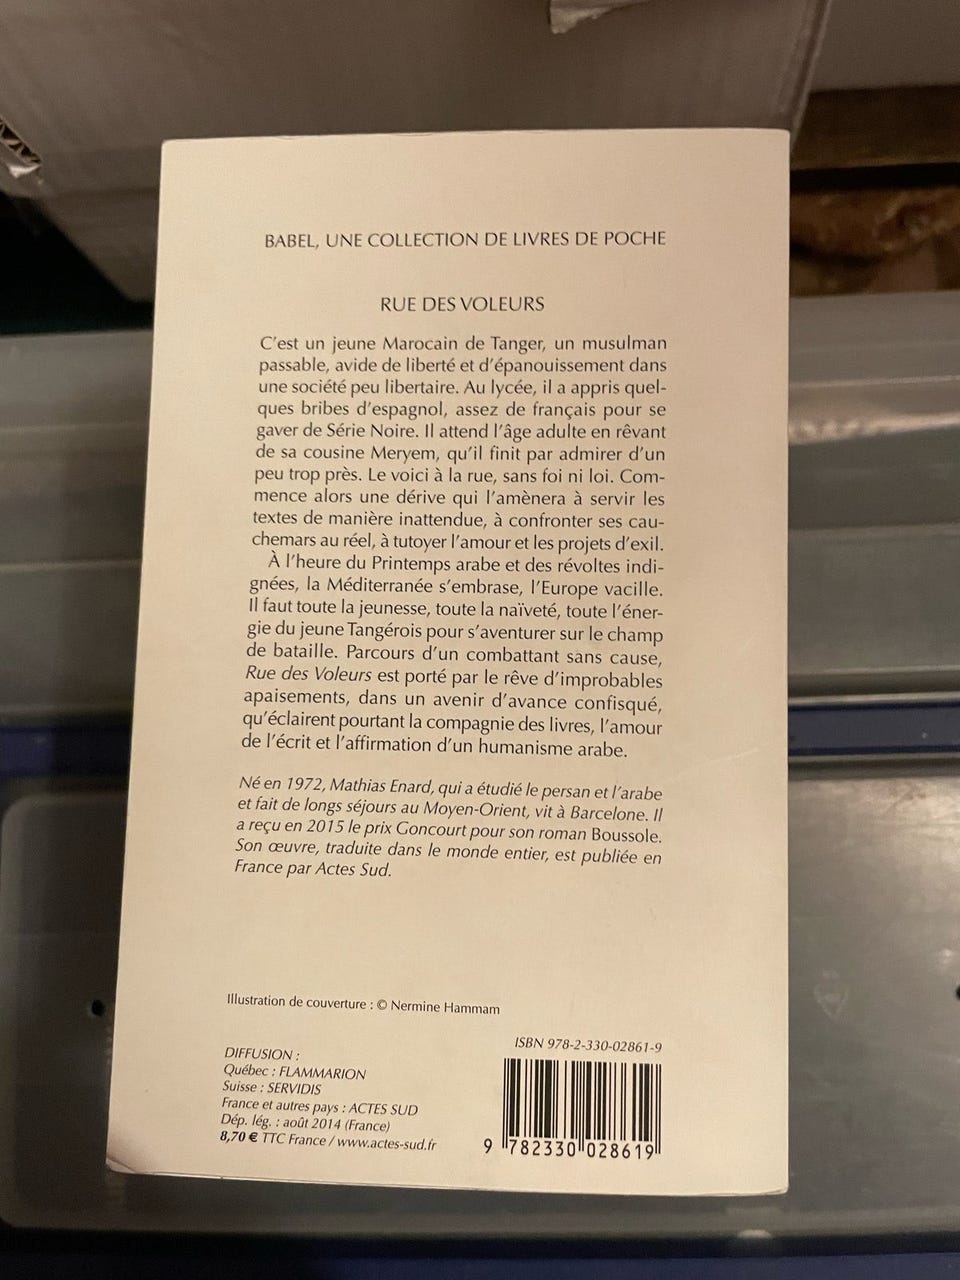 BABEL, UNE COLLECTION DE LIVRES DE POCHE
RUE DES VOLEURS
C'est un jeune Marocain de Tanger, un musulman
passable, avide de liberté et d'épanouissement dans
une société peu libertaire. Au lycée, il a appris quel-
ques bribes d'espagnol, assez de français pour se
gaver de Série Noire. Il attend l'âge adulte en rêvant
de sa cousine Meryem, qu'il finit par admirer d'un
peu trop près. Le voici à la rue, sans foi ni loi. Com-
mence alors une dérive qui l'amènera à servir les
textes de manière inattendue, à confronter ses cau-
chemars au réel, à tutoyer l'amour et les projets d'exil.
À l'heure du Printemps arabe et des révoltes indi-
gnées, la Méditerranée s'embrase, l'Europe vacille.
Il faut toute la jeunesse, toute la naïveté, toute l'éner-
gie du jeune Tangérois pour s'aventurer sur le champ
de bataille. Parcours d'un combattant sans cause,
Rue des Voleurs est porté par le rêve d'improbables
apaisements, dans un avenir d'avance confisqué,
qu'éclairent pourtant la compagnie des livres, l'amour
de l'écrit et l'affirmation d'un humanisme arabe.
Né en 1972, Mathias Enard, qui a étudié le persan et l'arabe
et fait de longs séjours au Moyen-Orient, vit à Barcelone. Il
a reçu en 2015 le prix Goncourt pour son roman Boussole.
Son œuvre, traduite dans le monde entier, est publiée en
France par Actes Sud.
Illustration de couverture : © Nermine Hammam
DIFFUSION :
Québec : FLAMMARION
Suisse : SERVIDIS
France et autres pays : ACTES SUD
Dép. lég. : août 2014 (France)
8,70 € TTC France / www.actes-sud.fr
ISBN 978-2-330-02861-9
9 782330 028619